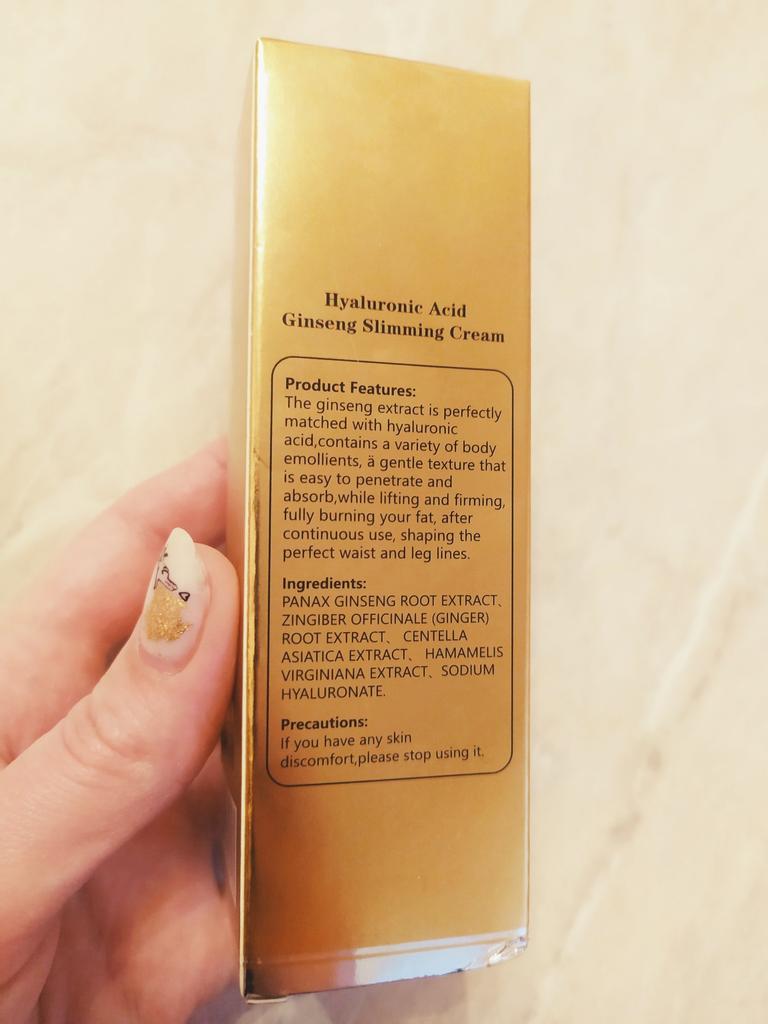 Hyaluronic Acid
Ginseng Slimming Cream
Product Features:
The ginseng extract is perfectly
matched with hyaluronic
acid,contains a variety of body
emollients, ä gentle texture that
is easy to penetrate and
absorb,while lifting and firming,
fully burning your fat, after
continuous use, shaping the
perfect waist and leg lines.
Ingredients:
PANAX GINSENG ROOT EXTRACT、
ZINGIBER OFFICINALE (GINGER)
ROOT EXTRACT、 CENTELLA
ASIATICA EXTRACT、 HAMAMELIS
VIRGINIANA EXTRACT、SODIUM
HYALURONATE.
Precautions:
If you have any skin
discomfort,please stop using it.